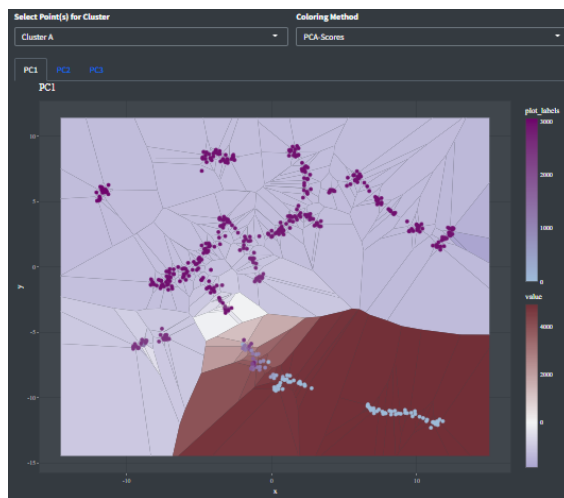 Select Point(s) for Cluster
Coloring Method
Cluster A
PCA-Scores
PC1 PC2 PC3
PC1
plot_labels
3000
2000
1000
0
value
4000
2000
0
10
5
0
-5
-10
-15
y
-10 0 10
x